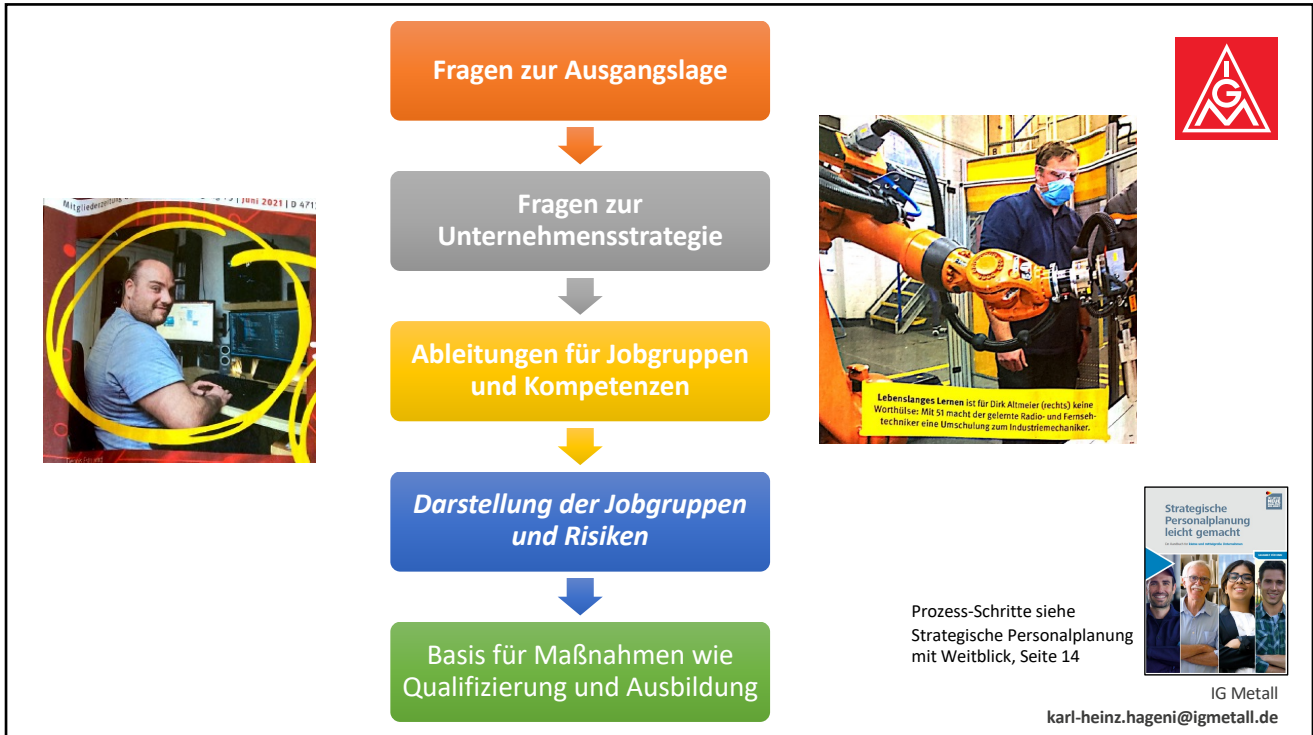 Fragen zur Ausgangslage
Fragen zur
Unternehmensstrategie
Ableitungen für Jobgruppen
und Kompetenzen
Darstellung der Jobgruppen
und Risiken
Basis für Maßnahmen wie
Qualifizierung und Ausbildung
Juni 2021 | D 471
IGM
Lebenslanges Lernen ist für Dirk Altmeier (rechts) keine
Worthülse: Mit 51 macht der gelernte Radio- und Fernseh-
techniker eine Umschulung zum Industriemechaniker.
Strategische
Personalplanung
leicht gemacht
Prozess-Schritte siehe
Strategische Personalplanung
mit Weitblick, Seite 14
IG Metall
karl-heinz.hageni@igmetall.de